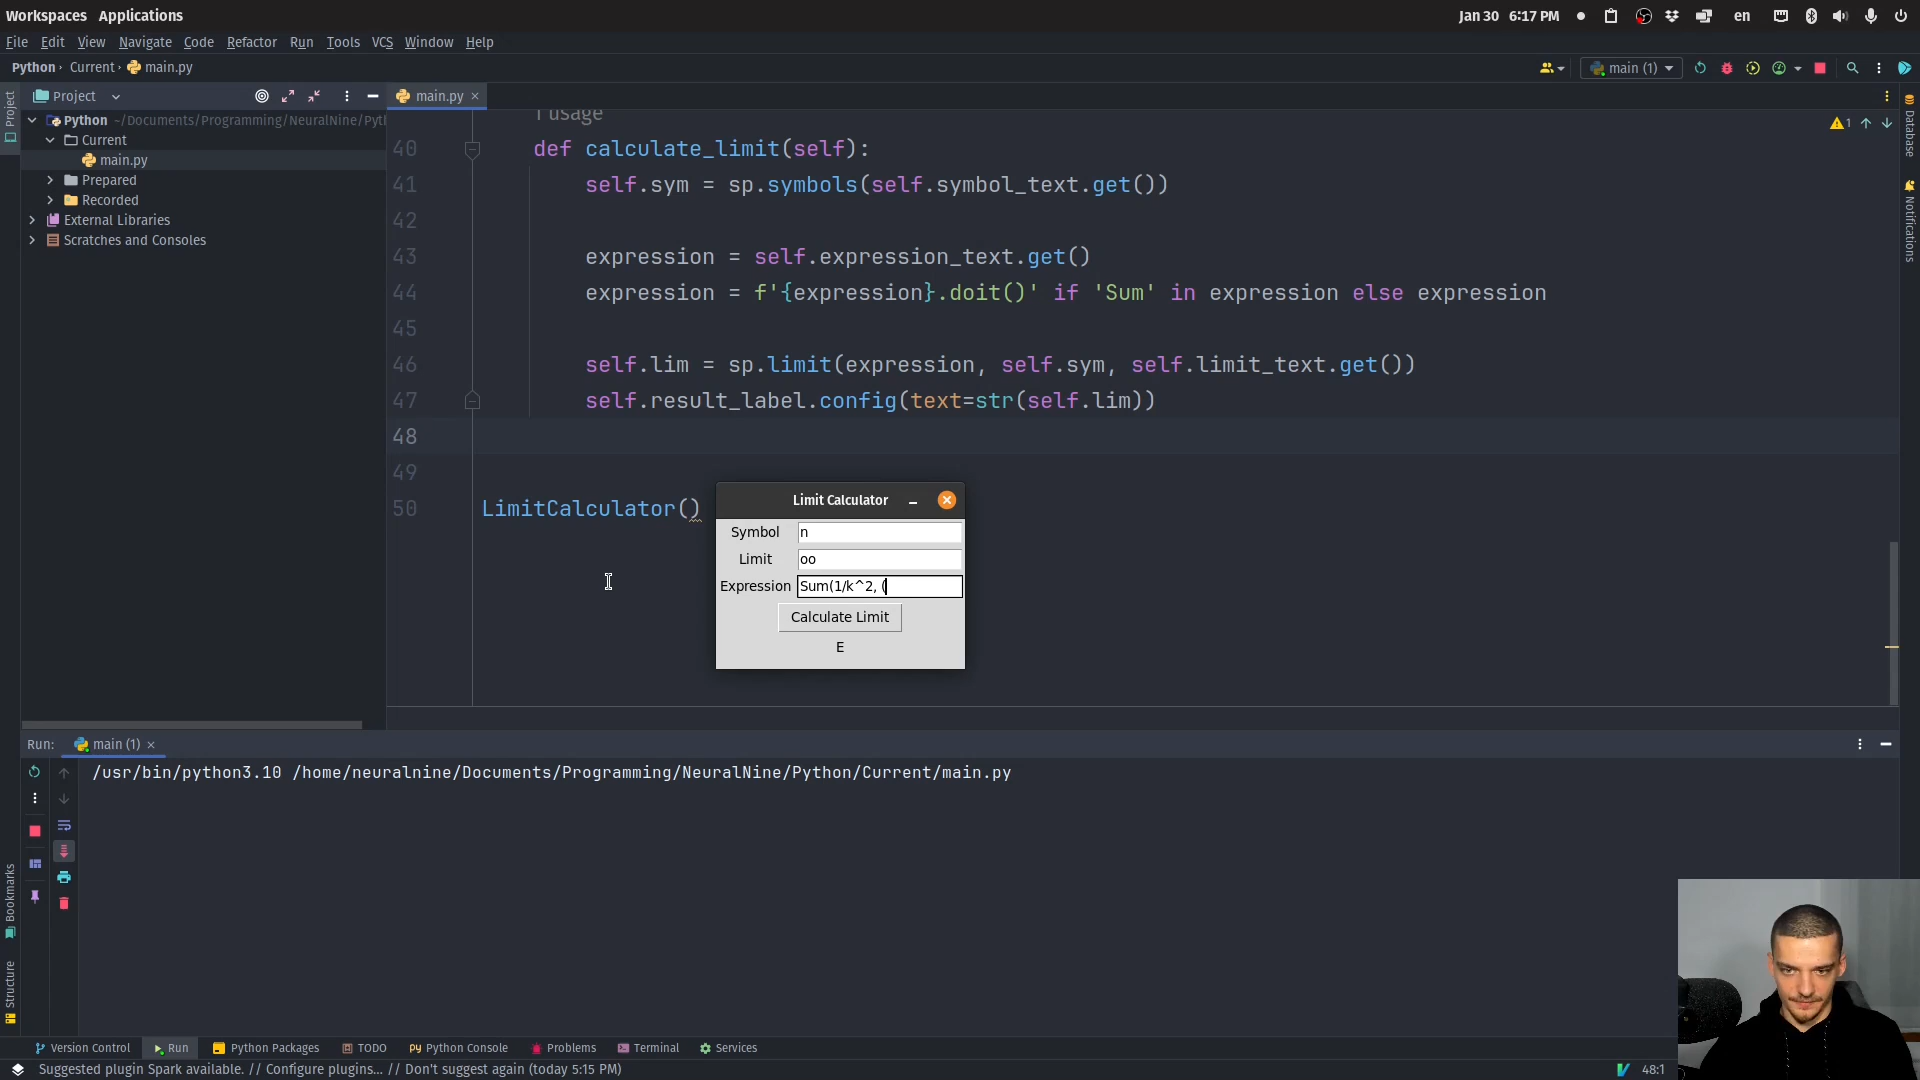 Workspaces Applications
Jan 30 6:17 PM
en
File Edit View Navigate Code Refactor Run Tools VCS Window Help
Python Current main.py
main (1)
Project
Project
main.py
Python ~/Documents/Programming/NeuralNine/Pyt
Current
main.py
Prepared
Recorded
External Libraries
Scratches and Consoles
1 usage
1
40 def calculate_limit(self):
41 self.sym = sp.symbols(self.symbol_text.get())
42
43 expression = self.expression_text.get()
44 expression = f'{expression}.doit()' if 'Sum' in expression else expression
45
46 self.lim = sp.limit(expression, self.sym, self.limit_text.get())
47 self.result_label.config(text=str(self.lim))
48
49
50 LimitCalculator()
Database
Notifications
Limit Calculator
Symbol n
Limit oo
Expression Sum(1/k^2, (
Calculate Limit
E
Run: main (1)
/usr/bin/python3.10 /home/neuralnine/Documents/Programming/NeuralNine/Python/Current/main.py
Bookmarks
Structure
Version Control Run Python Packages TODO Python Console Problems Terminal Services
Suggested plugin Spark available. // Configure plugins... // Don't suggest again (today 5:15 PM)
48:1